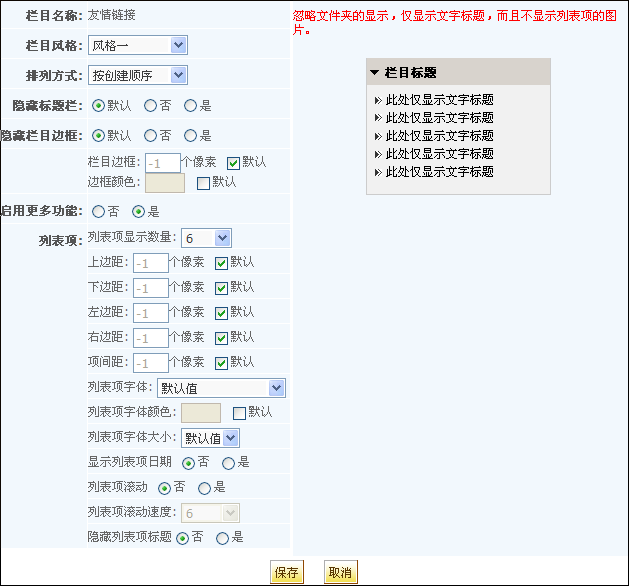 栏目名称: 友情链接
栏目风格: 风格一
排列方式: 按创建顺序
隐藏标题栏: 默认 否 是
隐藏栏目边框: 默认 否 是
栏目边框: -1 个像素 默认
边框颜色: 默认
启用更多功能: 否 是
列表项: 列表项显示数量: 6
上边距: -1 个像素 默认
下边距: -1 个像素 默认
左边距: -1 个像素 默认
右边距: -1 个像素 默认
项间距: -1 个像素 默认
列表项字体: 默认值
列表项字体颜色: 默认
列表项字体大小: 默认值
显示列表项日期 否 是
列表项滚动 否 是
列表项滚动速度: 6
隐藏列表项标题 否 是
忽略文件夹的显示，仅显示文字标题，而且不显示列表项的图
片。
栏目标题
此处仅显示文字标题
此处仅显示文字标题
此处仅显示文字标题
此处仅显示文字标题
此处仅显示文字标题
保存 取消